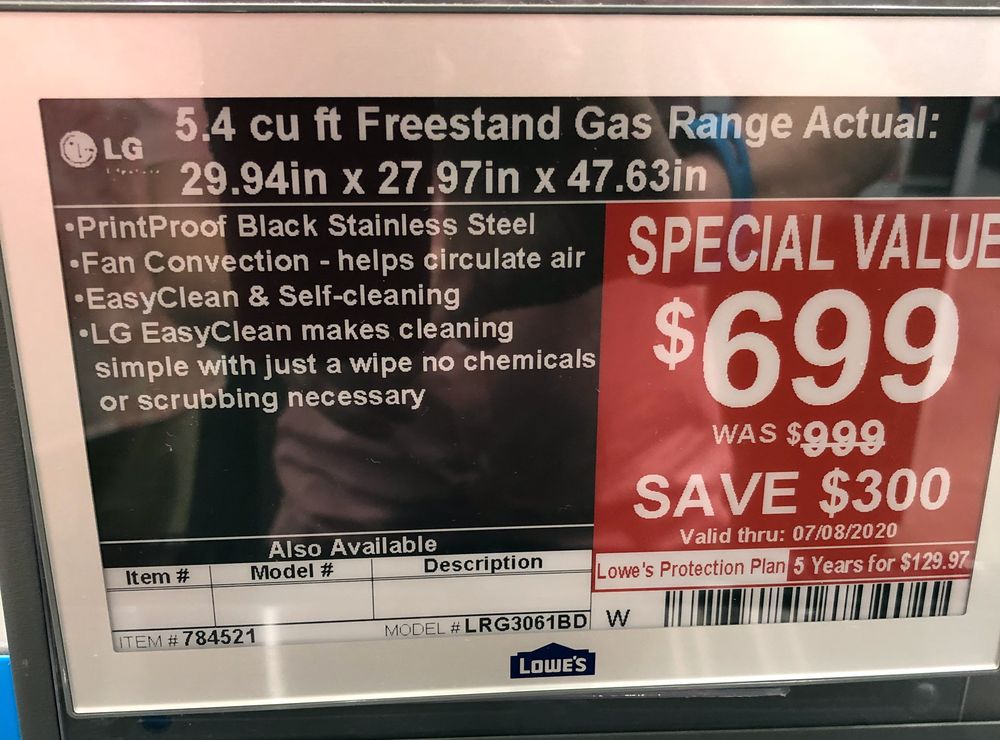 LG
5.4 cu ft Freestand Gas Range Actual:
29.94in x 27.97in x 47.63in
•PrintProof Black Stainless Steel
•Fan Convection - helps circulate air
•EasyClean & Self-cleaning
•LG EasyClean makes cleaning
simple with just a wipe no chemicals
or scrubbing necessary
SPECIAL VALUE
$699
WAS $999
SAVE $300
Valid thru: 07/08/2020
Lowe's Protection Plan 5 Years for $129.97
Also Available
Item # Model # Description
ITEM # 784521 MODEL # LRG3061BD W
LOWE'S